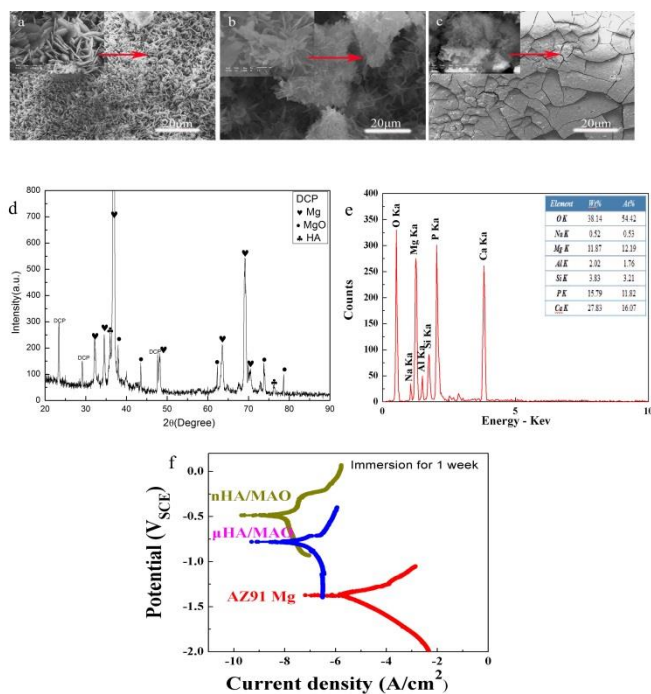 a
b
c
20μm
20μm
20μm
d
Intensity(a.u.)
800
700
600
500
400
300
200
100
0
20 30 40 50 60 70 80 90
2θ(Degree)
DCP
♥ Mg
• MgO
♣ HA
DCP
DCP
DCP
e
Counts
400
350
300
250
200
150
100
50
0
O Ka
Na Ka
Mg Ka
Al Ka
Si Ka
P Ka
Ca Ka
0 5 10
Energy - Kev
Element Wt% At%
O K 38.14 54.42
Na K 0.52 0.53
Mg K 11.87 12.19
Al K 2.02 1.76
Si K 3.83 3.21
P K 15.79 11.82
Ca K 27.83 16.07
f
Immersion for 1 week
Potential (V_SCE)
0.0
-0.5
-1.0
-1.5
-2.0
nHA/MAO
μHA/MAO
AZ91 Mg
-10 -8 -6 -4 -2 0
Current density (A/cm²)